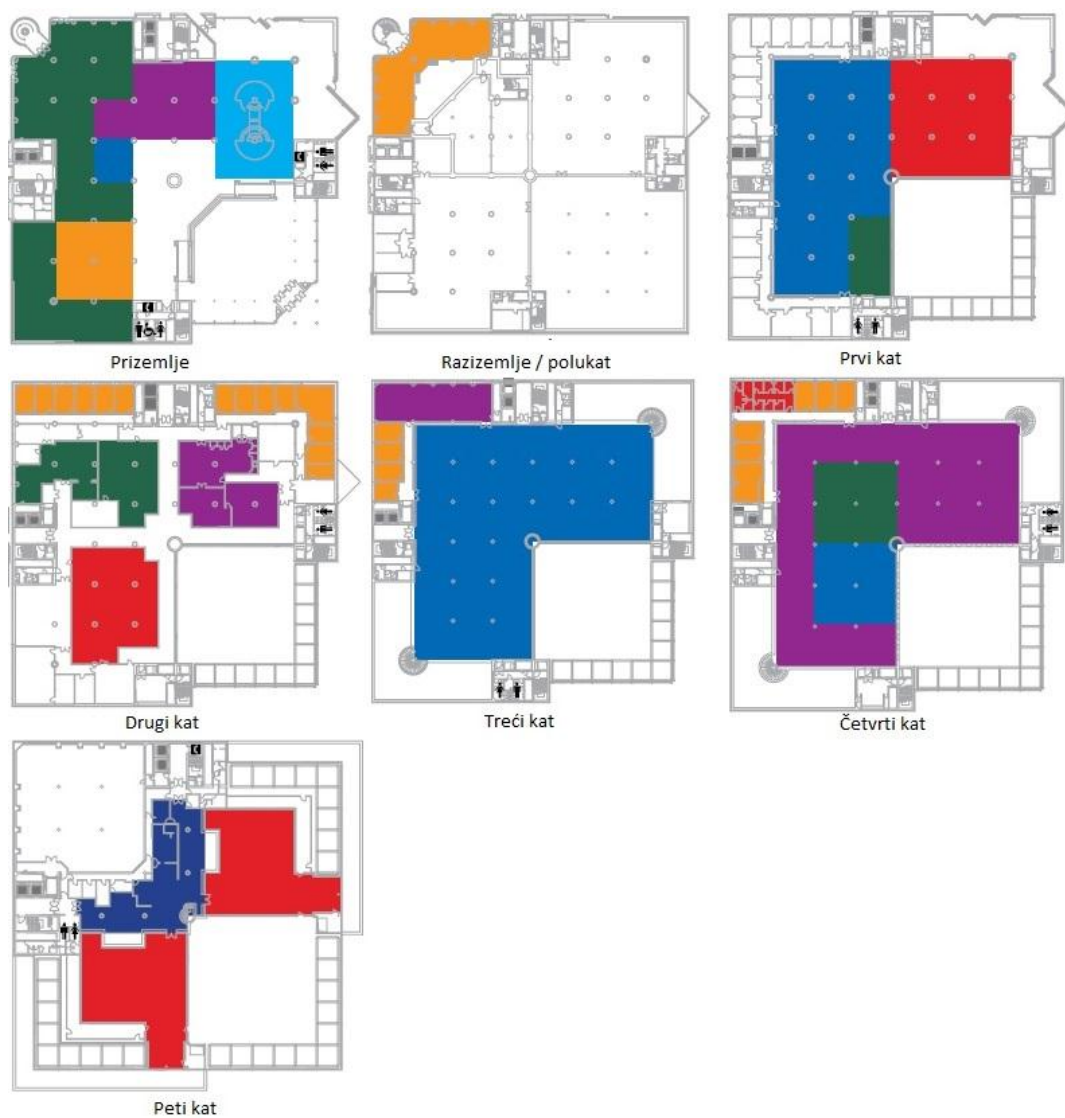 Prizemlje
Razizemlje / polukat
Prvi kat
Drugi kat
Treći kat
Četvrti kat
Peti kat